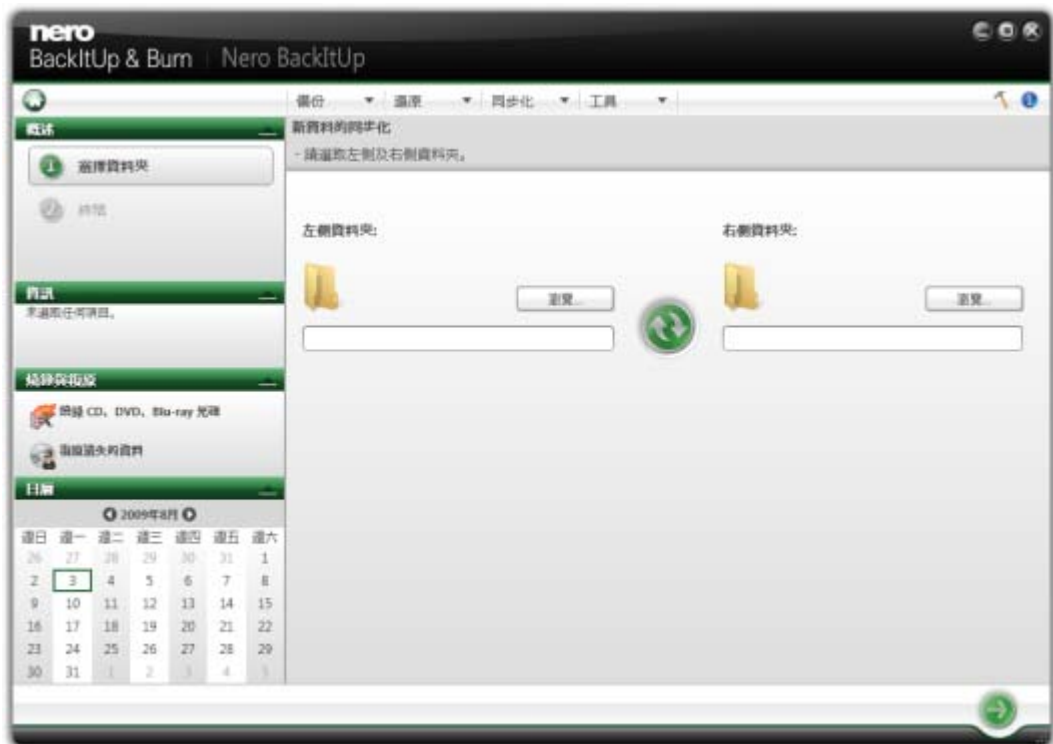 nero
BackItUp & Burn | Nero BackItUp
備份 還原 同步化 工具
概述
新資料的同步化
1 選擇資料夾
- 請選取左側及右側資料夾。
2 時間
左側資料夾:
右側資料夾:
瀏覽...
瀏覽...
資訊
未選取任何項目。
燒錄與復原
燒錄 CD、DVD、Blu-ray 光碟
復原遺失的資料
日曆
2009年8月
週日 週一 週二 週三 週四 週五 週六
26 27 28 29 30 31 1
2 3 4 5 6 7 8
9 10 11 12 13 14 15
16 17 18 19 20 21 22
23 24 25 26 27 28 29
30 31 1 2 3 4 5